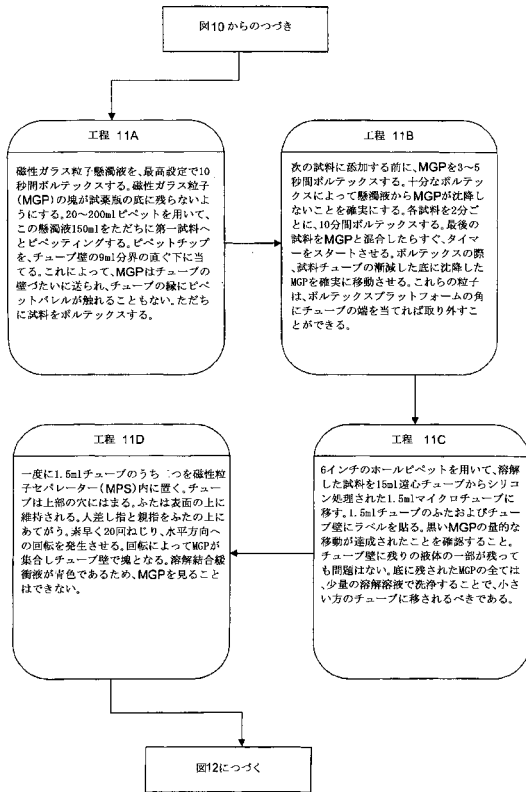 図10からのつづき
工程 11A
磁性ガラス粒子懸濁液を、最高設定で10
秒間ボルテックスする。磁性ガラス粒子
(MGP)の塊が試薬瓶の底に残らないよ
うにする。20～200mlピペットを用いて、
この懸濁液150mlをただちに第一試料へ
とピペッティングする。ピペットチップ
を、チューブ壁の9ml分界の直ぐ下に当
てる。これによって、MGPはチューブの
壁づたいに送られ、チューブの縁にピペ
ットバレルが触れることもない。ただち
に試料をボルテックスする。
工程 11B
次の試料に添加する前に、MGPを3～5
秒間ボルテックスする。十分なボルテッ
クスによって懸濁液からMGPが沈降し
ないことを確実にする。各試料を2分ご
とに、10分間ボルテックスする。最後の
試料をMGPと混合したらすぐ、タイマ
ーをスタートさせる。ボルテックスの際
、試料チューブの漸減した底に沈降した
MGPを確実に移動させる。これらの粒子
は、ボルテックスプラットフォームの角
にチューブの端を当てれば取り外すこ
とができる。
工程 11C
6インチのホールピペットを用いて、溶解
した試料を15ml遠心チューブからシリコ
ン処理された1.5mlマイクロチューブに
移す。1.5mlチューブのふたおよびチュー
ブ壁にラベルを貼る。黒いMGPの量的な
移動が達成されたことを確認すること。
チューブ壁に残りの液体の一部が残って
も問題はない。底に残されたMGPの全ては
、少量の溶解溶液で洗浄することで、小さ
い方のチューブに移されるべきである。
工程 11D
一度に1.5mlチューブのうち1つを磁性粒
子セパレーター(MPS)内に置く。チュー
ブは上部の穴にはまる。ふたは表面の上に
維持される。人差し指と親指をふたの上に
あてがう。素早く20回ねじり、水平方向へ
の回転を発生させる。回転によってMGPが
集合しチューブ壁で塊となる。溶解結合緩
衝液が青色であるため、MGPを見ること
はできない。
図12につづく